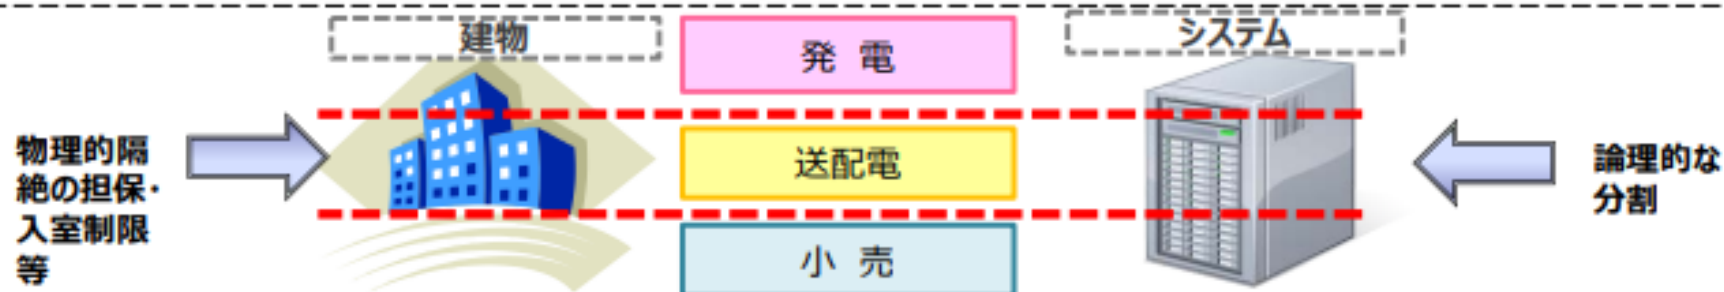 建物
発 電
システム
物理的隔
絶の担保・
入室制限
等
送配電
論理的な
分割
小 売